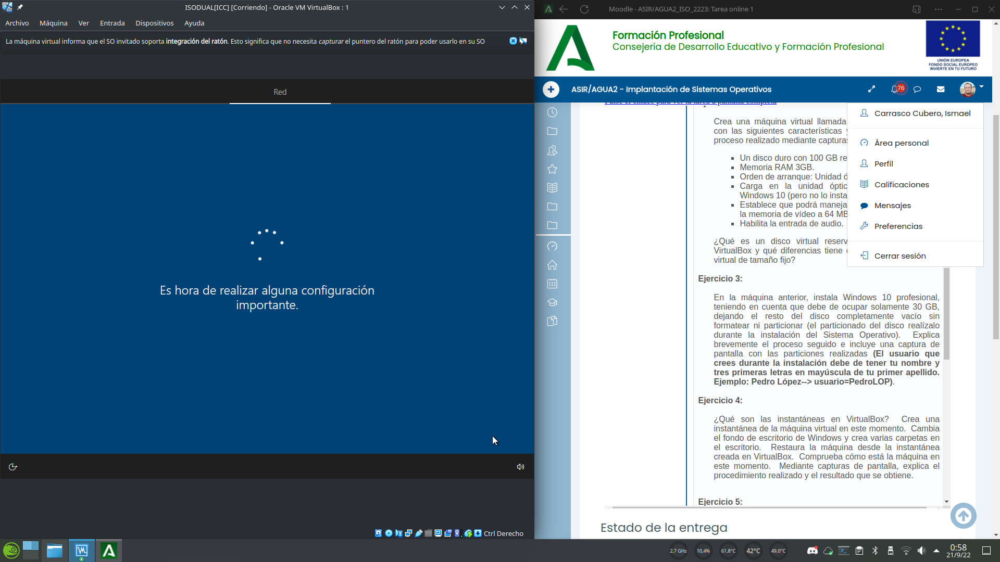 ISODUAL[ICC] [Corriendo] - Oracle VM VirtualBox : 1
Archivo Máquina Ver Entrada Dispositivos Ayuda
La máquina virtual informa que el SO invitado soporta integración del ratón. Esto significa que no necesita capturar el puntero del ratón para poder usarlo en su SO
Red
Es hora de realizar alguna configuración
importante.
Ctrl Derecho
Moodle - ASIR/AGUA2_ISO_2223: Tarea online 1
Formación Profesional
Consejería de Desarrollo Educativo y Formación Profesional
UNIÓN EUROPEA
FONDO SOCIAL EUROPEO
INVIERTE EN TU FUTURO
ASIR/AGUA2 - Implantación de Sistemas Operativos
76
Pulse el enlace para ver la tarea a pantalla completa
Crea una máquina virtual llamada
con las siguientes características
proceso realizado mediante capturas
Un disco duro con 100 GB re
Memoria RAM 3GB.
Orden de arranque: Unidad ó
Carga en la unidad óptic
Windows 10 (pero no lo insta
Establece que podrá maneja
la memoria de vídeo a 64 MB
Habilita la entrada de audio.
¿Qué es un disco virtual reserv
VirtualBox y qué diferencias tiene
virtual de tamaño fijo?
Carrasco Cubero, Ismael
Área personal
Perfil
Calificaciones
Mensajes
Preferencias
Cerrar sesión
Ejercicio 3:
En la máquina anterior, instala Windows 10 profesional,
teniendo en cuenta que debe de ocupar solamente 30 GB,
dejando el resto del disco completamente vacío sin
formatear ni particionar (el particionado del disco realízalo
durante la instalación del Sistema Operativo). Explica
brevemente el proceso seguido e incluye una captura de
pantalla con las particiones realizadas (El usuario que
crees durante la instalación debe de tener tu nombre y
tres primeras letras en mayúscula de tu primer apellido.
Ejemplo: Pedro López--> usuario=PedroLOP).
Ejercicio 4:
¿Qué son las instantáneas en VirtualBox? Crea una
instantánea de la máquina virtual en este momento. Cambia
el fondo de escritorio de Windows y crea varias carpetas en
el escritorio. Restaura la máquina desde la instantánea
creada en VirtualBox. Comprueba cómo está la máquina en
este momento. Mediante capturas de pantalla, explica el
procedimiento realizado y el resultado que se obtiene.
Ejercicio 5:
Estado de la entrega
2,7 GHz 10,4% 61,8°C 42°C 49,0°C
0:58
21/9/22